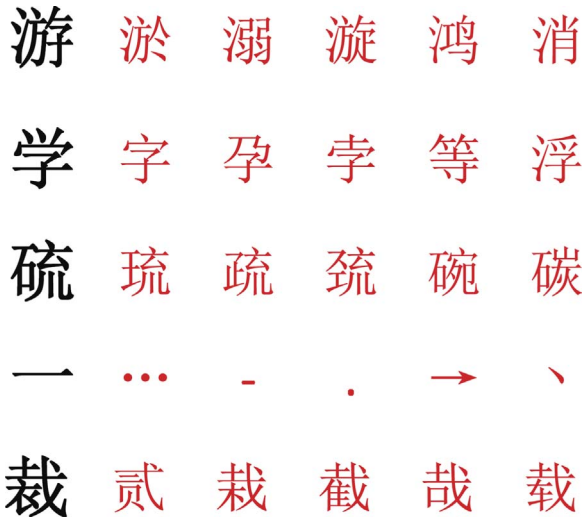 游 淤 溺 漩 鸿 消
学 字 孕 孛 等 浮
硫 琉 疏 巯 碗 碳
一 … - . → 丶
裁 贰 栽 截 哉 载